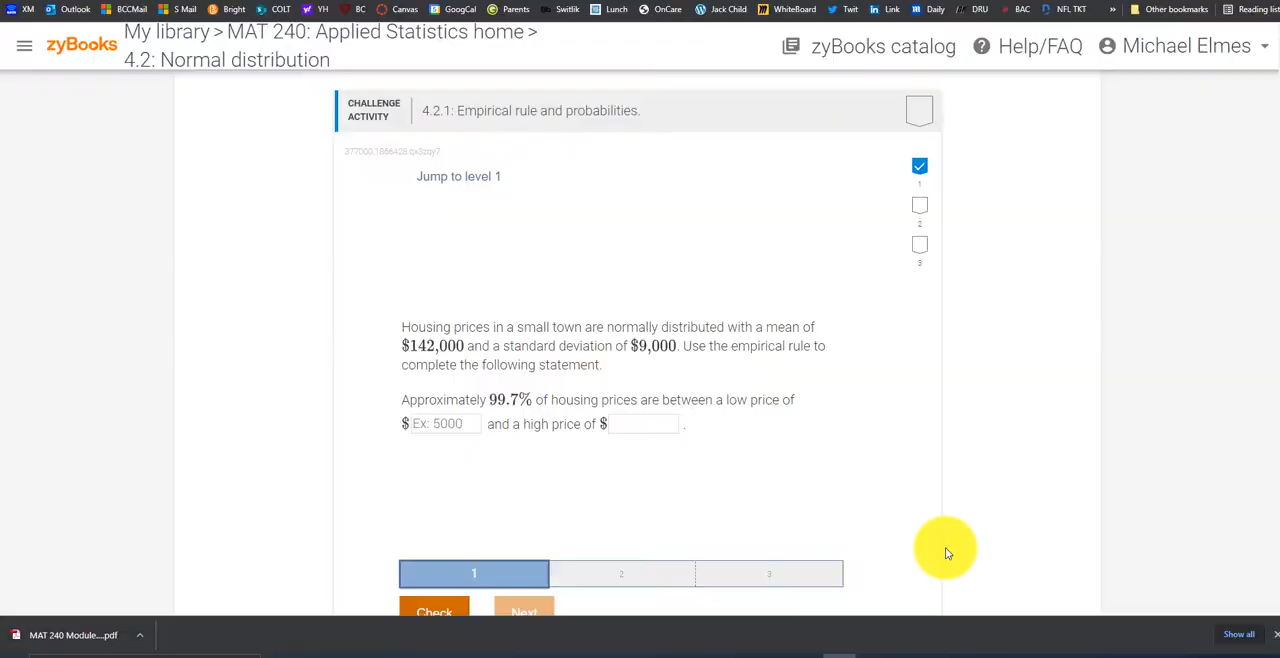 XM Outlook BCCMail S Mail Bright COLT YH BC Canvas GoogCal Parents Switlik Lunch OnCare Jack Child WhiteBoard Twit Link Daily DRU BAC NFL TKT » Other bookmarks Reading list
zyBooks My library > MAT 240: Applied Statistics home >
4.2: Normal distribution
zyBooks catalog Help/FAQ Michael Elmes
CHALLENGE
ACTIVITY
4.2.1: Empirical rule and probabilities.
377000.1866428.qx3zqy7
Jump to level 1
1
2
3
Housing prices in a small town are normally distributed with a mean of
$142,000 and a standard deviation of $9,000. Use the empirical rule to
complete the following statement.
Approximately 99.7% of housing prices are between a low price of
$ Ex: 5000 and a high price of $ .
1 2 3
Check Next
MAT 240 Module....pdf
Show all